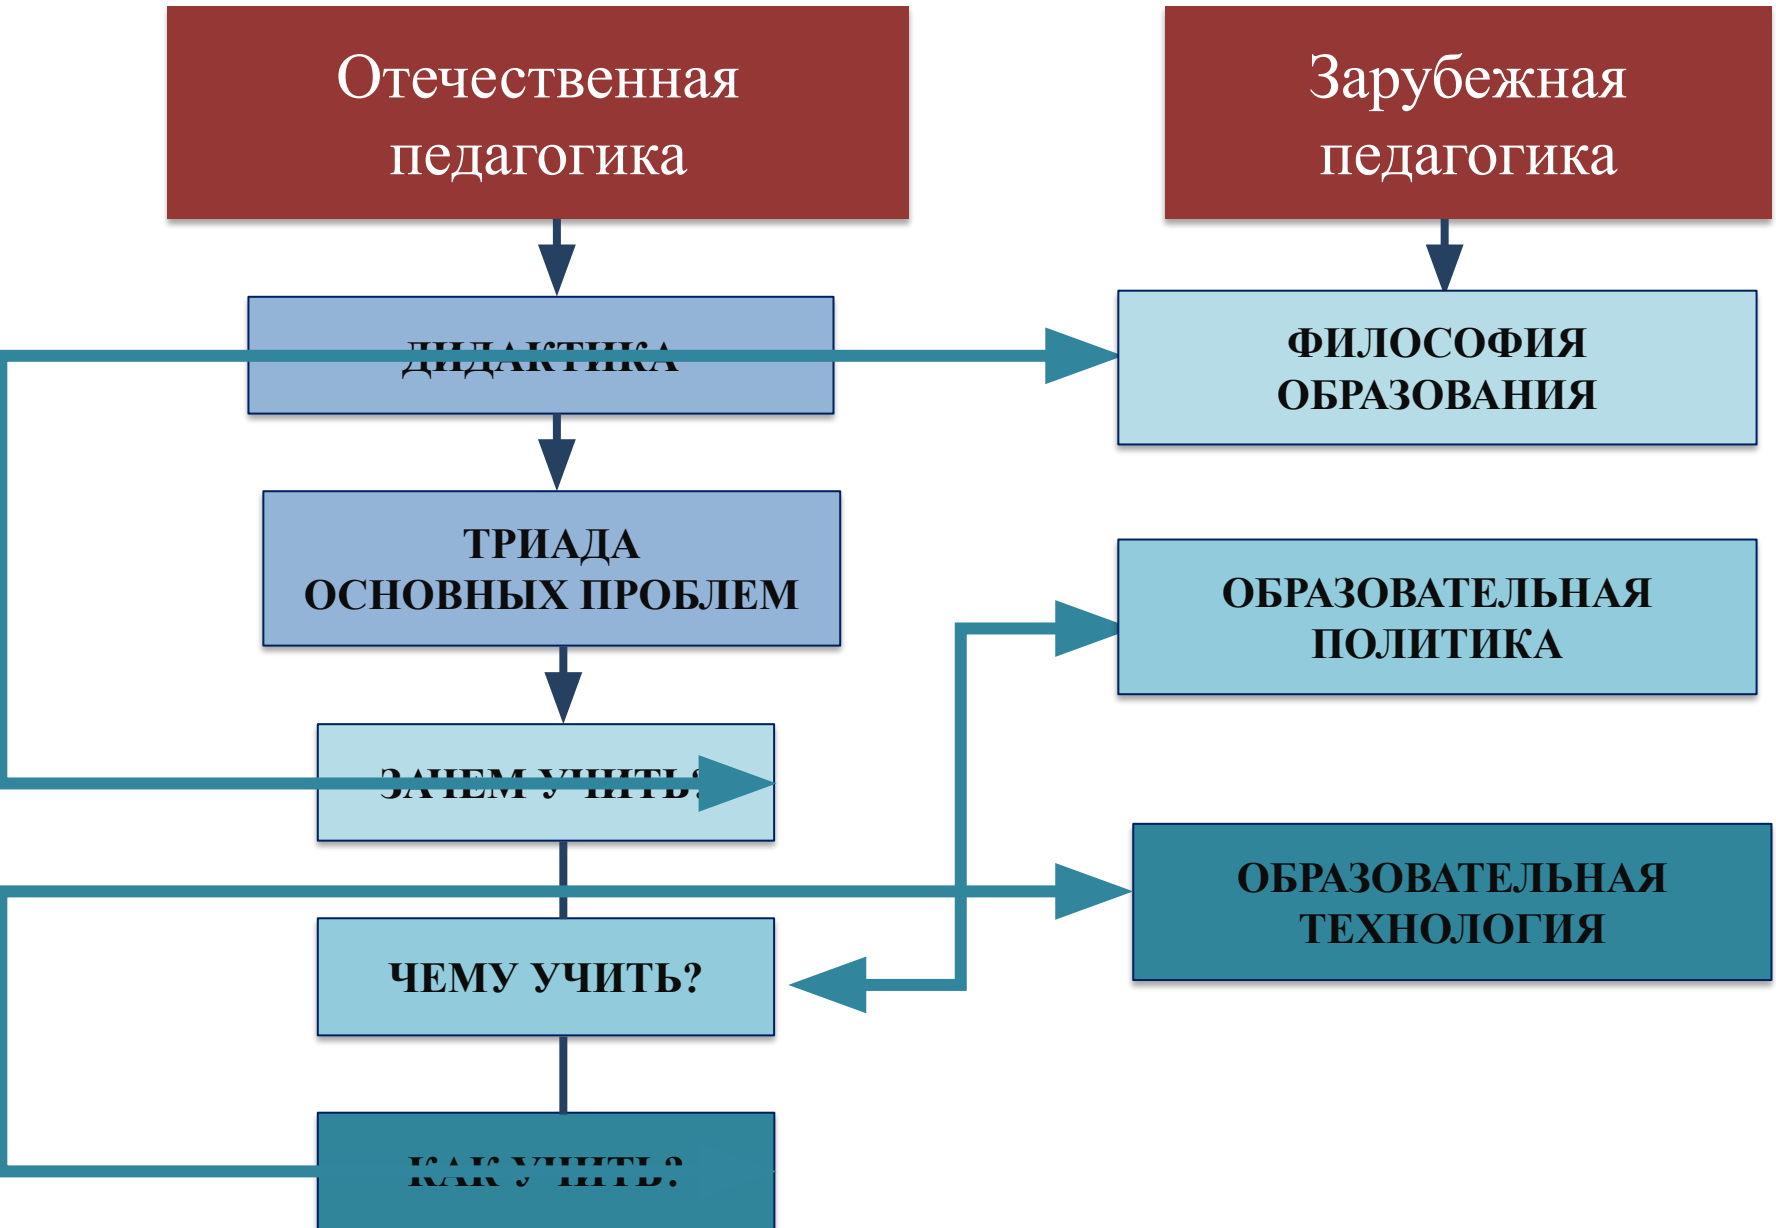 Отечественная
педагогика
Зарубежная
педагогика
ДИДАКТИКА
ФИЛОСОФИЯ
ОБРАЗОВАНИЯ
ТРИАДА
ОСНОВНЫХ ПРОБЛЕМ
ОБРАЗОВАТЕЛЬНАЯ
ПОЛИТИКА
ЗАЧЕМ УЧИТЬ?
ОБРАЗОВАТЕЛЬНАЯ
ТЕХНОЛОГИЯ
ЧЕМУ УЧИТЬ?
КАК УЧИТЬ?